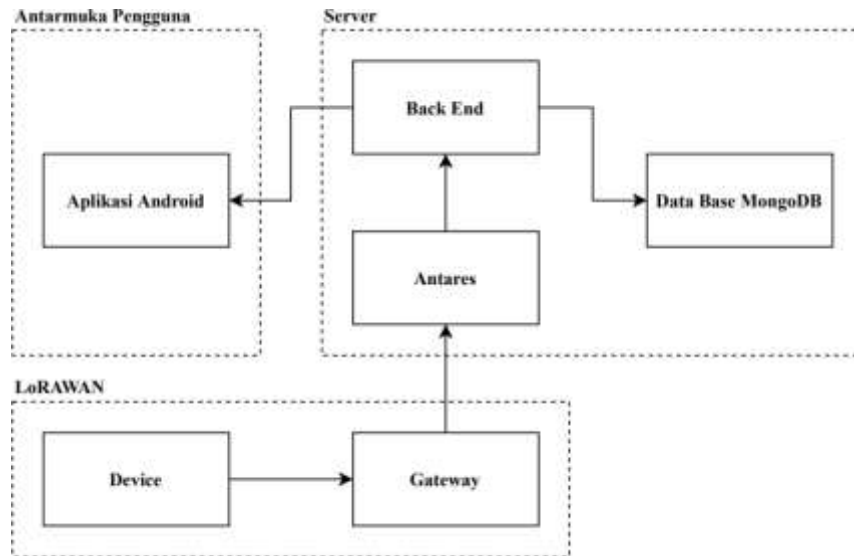 Antarmuka Pengguna
Server
Back End
Aplikasi Android
Data Base MongoDB
Antares
LoRAWAN
Device
Gateway